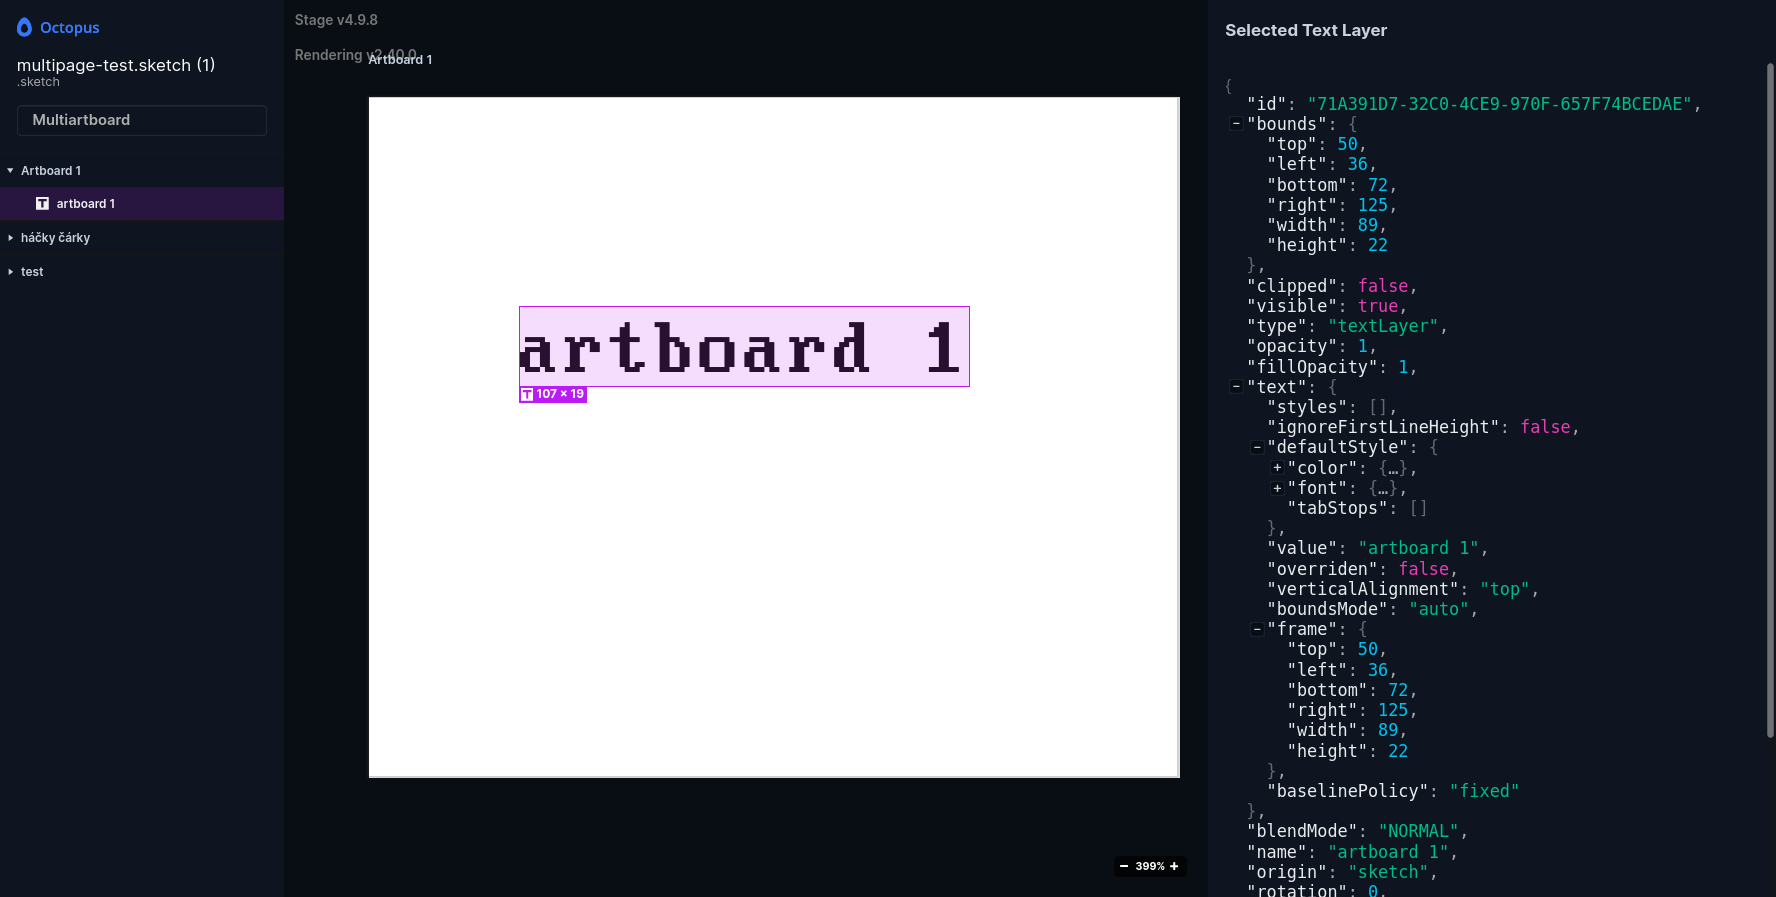 Octopus
multipage-test.sketch (1)
.sketch
Multiartboard
Artboard 1
artboard 1
háčky čárky
test
Stage v4.9.8
Rendering v2.40.0
Artboard 1
artboard 1
T 107 × 19
− 399% +
Selected Text Layer
{
"id": "71A391D7-32C0-4CE9-970F-657F74BCEDAE",
"bounds": {
"top": 50,
"left": 36,
"bottom": 72,
"right": 125,
"width": 89,
"height": 22
},
"clipped": false,
"visible": true,
"type": "textLayer",
"opacity": 1,
"fillOpacity": 1,
"text": {
"styles": [],
"ignoreFirstLineHeight": false,
"defaultStyle": {
"color": {…},
"font": {…},
"tabStops": []
},
"value": "artboard 1",
"overriden": false,
"verticalAlignment": "top",
"boundsMode": "auto",
"frame": {
"top": 50,
"left": 36,
"bottom": 72,
"right": 125,
"width": 89,
"height": 22
},
"baselinePolicy": "fixed"
},
"blendMode": "NORMAL",
"name": "artboard 1",
"origin": "sketch",
"rotation": 0,